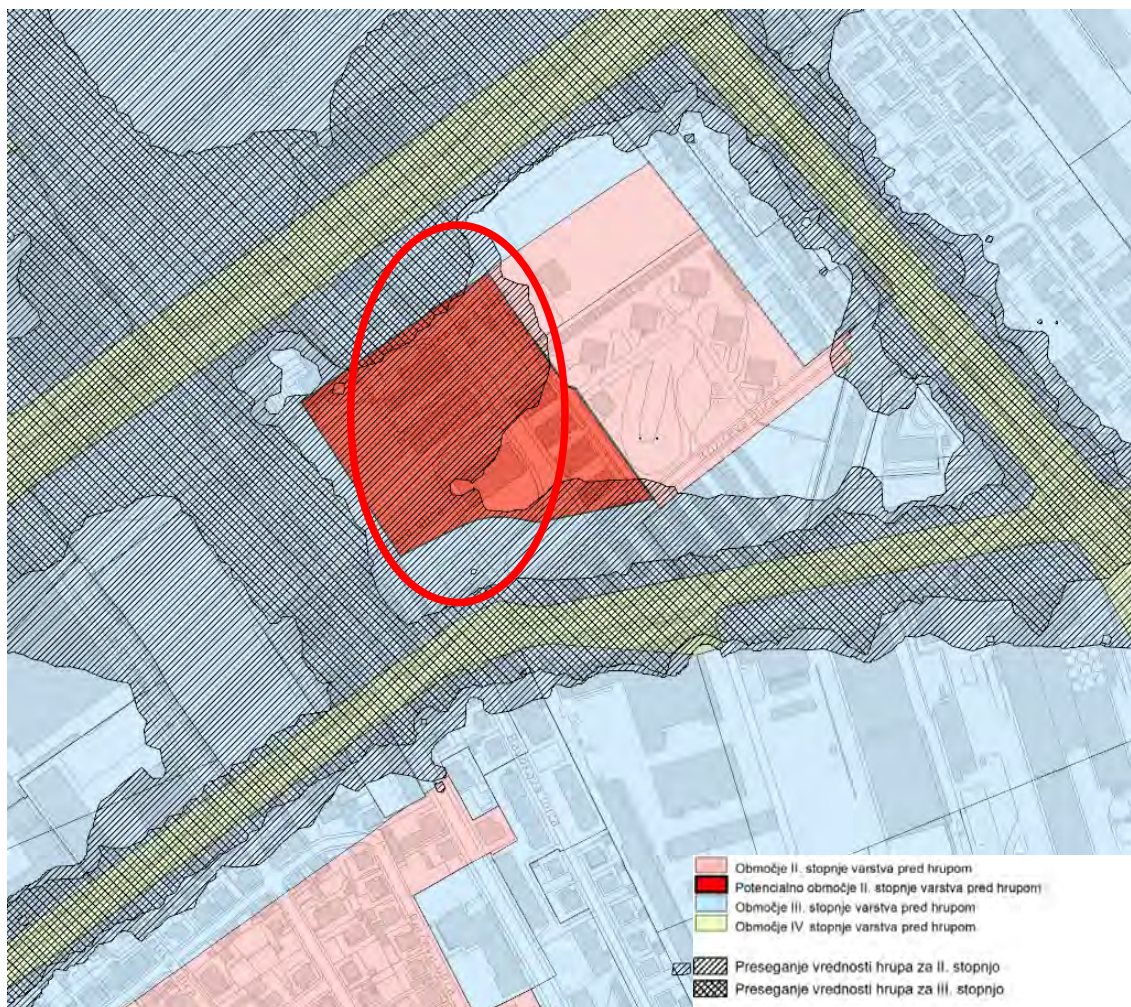 Območje II. stopnje varstva pred hrupom
Potencialno območje II. stopnje varstva pred hrupom
Območje III. stopnje varstva pred hrupom
Območje IV. stopnje varstva pred hrupom
Preseganje vrednosti hrupa za II. stopnjo
Preseganje vrednosti hrupa za III. stopnjo